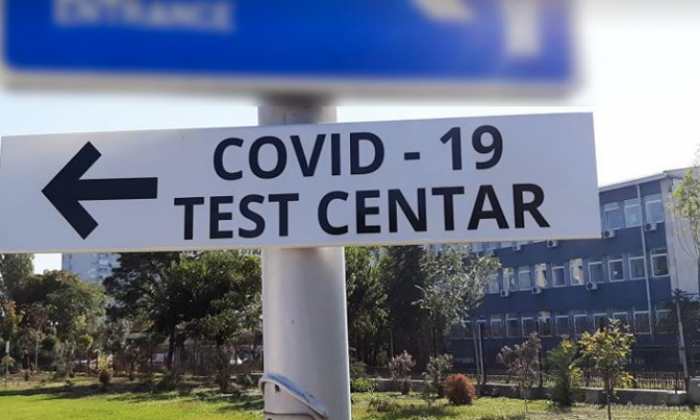 ENTRANCE
COVID - 19
TEST CENTAR